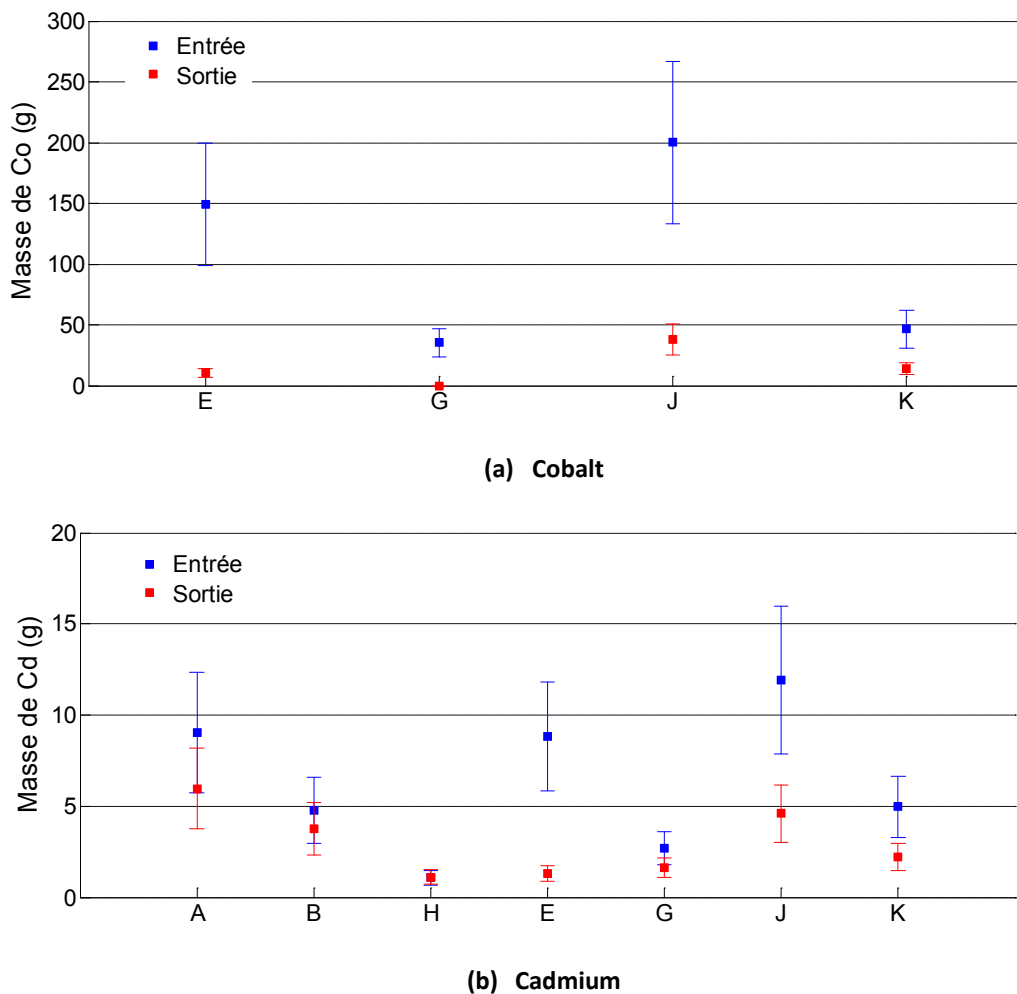 300
250
200
150
100
50
0
Masse de Co (g)
Entrée
Sortie
E G J K
(a) Cobalt
20
15
10
5
0
Masse de Cd (g)
Entrée
Sortie
A B H E G J K
(b) Cadmium